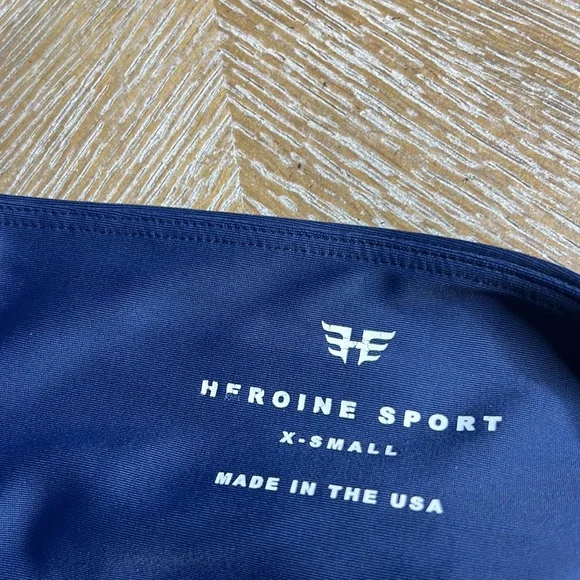 HEROINE SPORT
X-SMALL
MADE IN THE USA